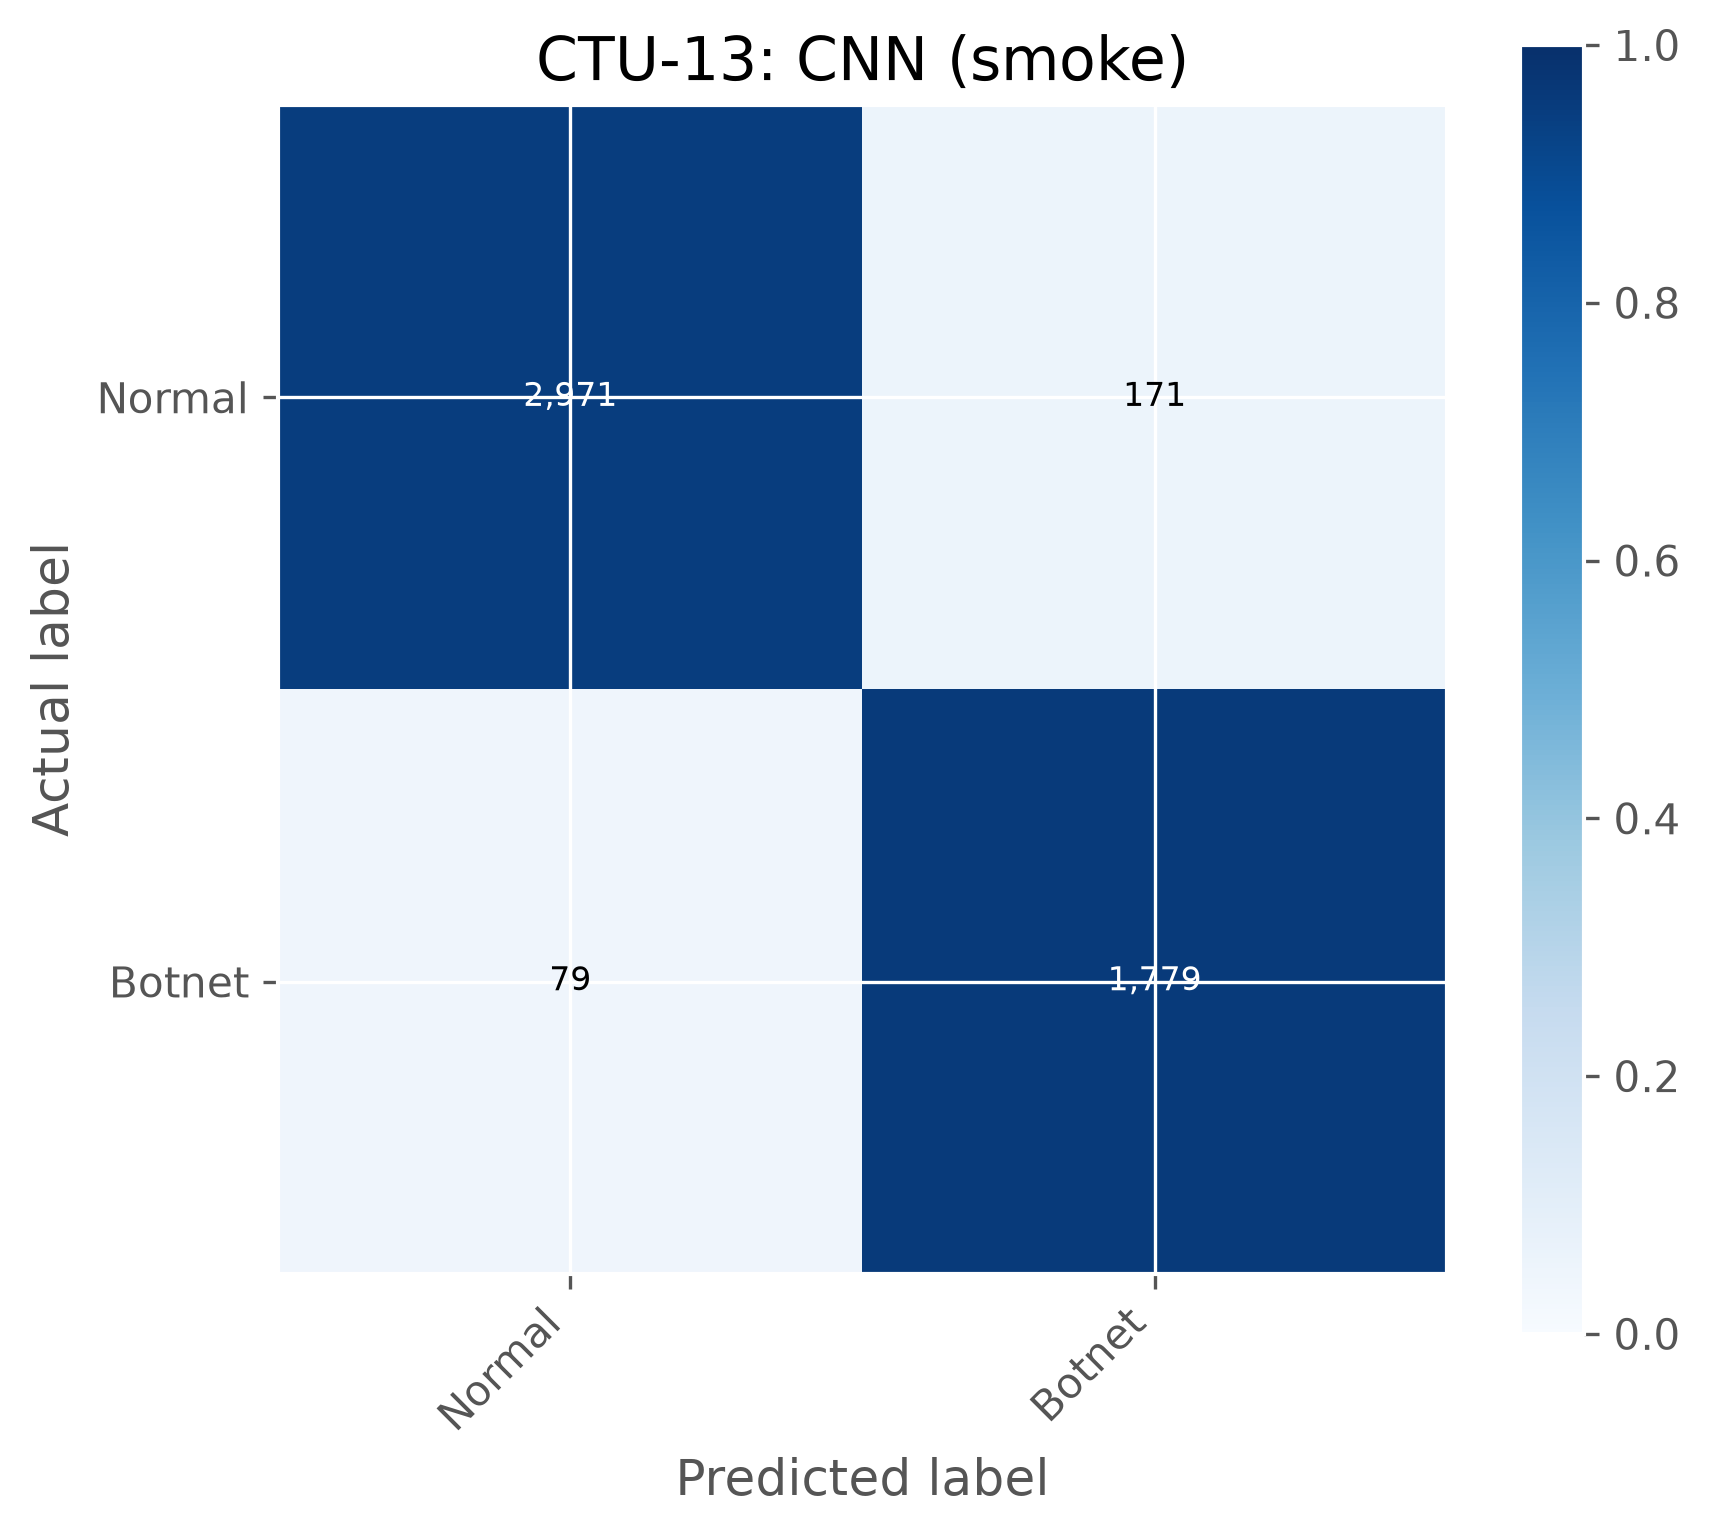 CTU-13: CNN (smoke)
1.0
0.8
0.6
0.4
0.2
0.0
Actual label
Normal
2,971
171
Botnet
79
1,779
Normal
Botnet
Predicted label